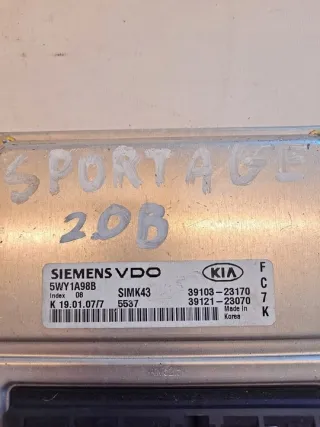 SPORTAGE
2.0B
SIEMENS VDO
KIA
5WY1A98B
Index 08
SIMK43
39103-23170
K 19.01.07/7
5537
39121-23070
Made in
Korea
F
C
7
K